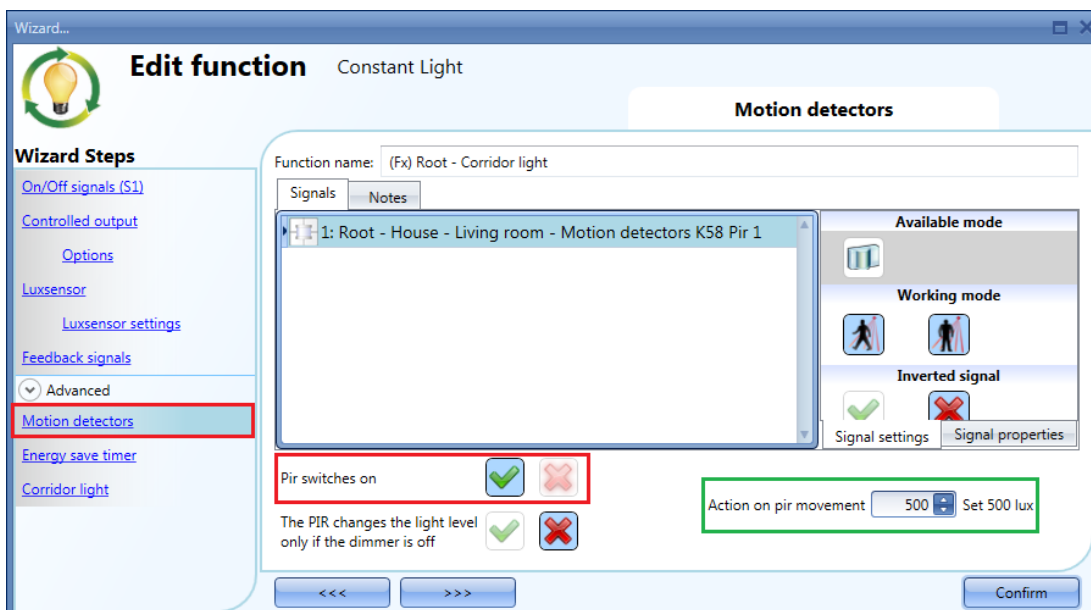 Wizard...
Edit function Constant Light
Motion detectors
Wizard Steps
On/Off signals (S1)
Controlled output
Options
Luxsensor
Luxsensor settings
Feedback signals
Advanced
Motion detectors
Energy save timer
Corridor light
Function name: (Fx) Root - Corridor light
Signals Notes
1: Root - House - Living room - Motion detectors K58 Pir 1
Available mode
Working mode
Inverted signal
Signal settings Signal properties
Pir switches on
Action on pir movement 500 Set 500 lux
The PIR changes the light level
only if the dimmer is off
<<< >>> Confirm